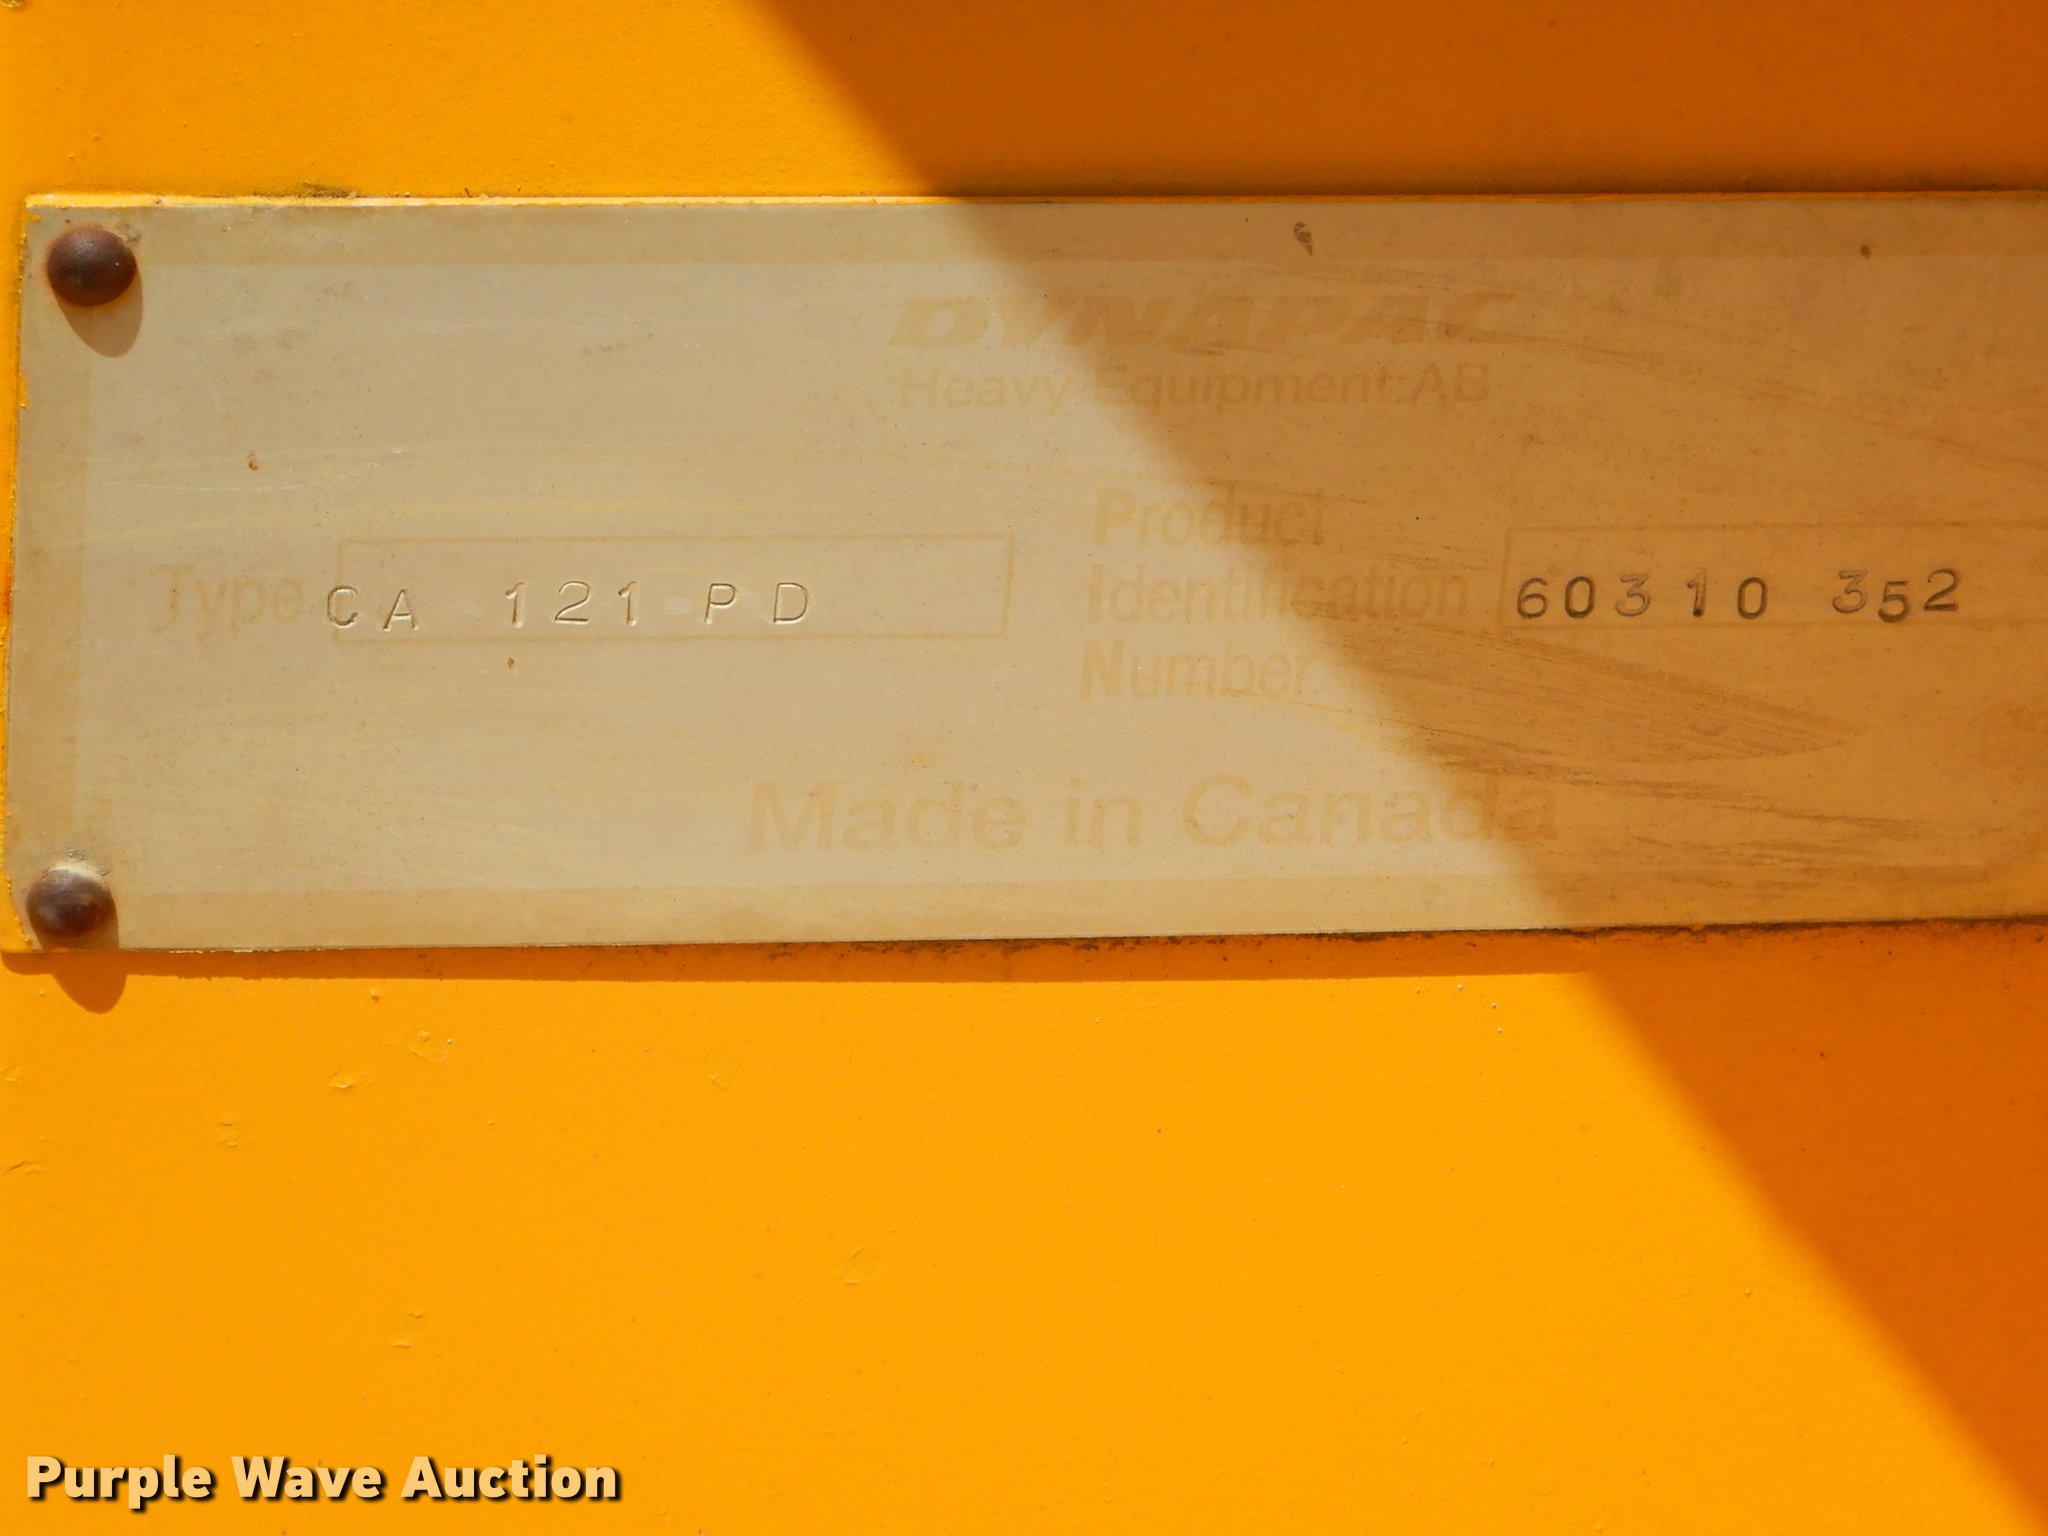 DYNAPAC
Heavy Equipment AB
Type CA 121 PD
Product
Identification
Number
60310 352
Made in Canada
Purple Wave Auction